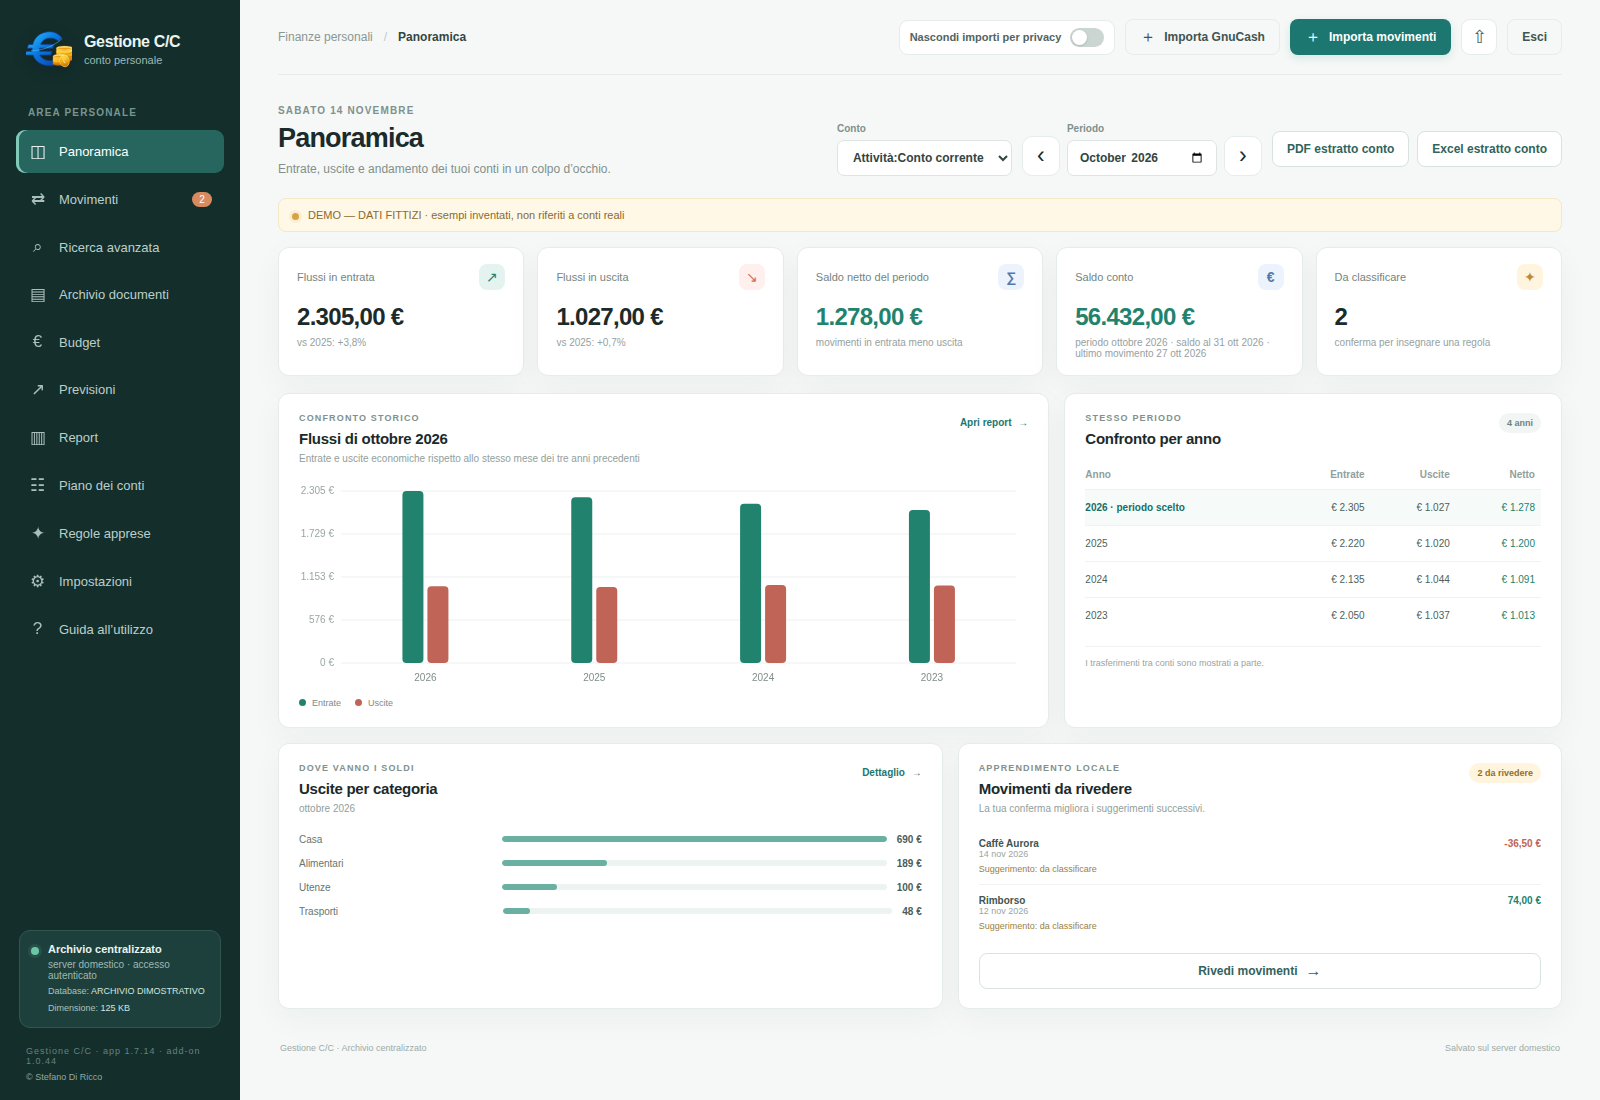 Gestione C/C
conto personale
AREA PERSONALE
Panoramica
Movimenti 2
Ricerca avanzata
Archivio documenti
€ Budget
Previsioni
Report
Piano dei conti
Regole apprese
Impostazioni
? Guida all'utilizzo
Archivio centralizzato
server domestico · accesso
autenticato
Database: ARCHIVIO DIMOSTRATIVO
Dimensione: 125 KB
Gestione C/C · app 1.7.14 · add-on
1.0.44
© Stefano Di Ricco
Finanze personali / Panoramica
Nascondi importi per privacy
＋ Importa GnuCash
＋ Importa movimenti
⇧
Esci
SABATO 14 NOVEMBRE
Panoramica
Entrate, uscite e andamento dei tuoi conti in un colpo d’occhio.
Conto
Attività:Conto corrente
‹
Periodo
October 2026
›
PDF estratto conto
Excel estratto conto
DEMO — DATI FITTIZI · esempi inventati, non riferiti a conti reali
Flussi in entrata ↗
2.305,00 €
vs 2025: +3,8%
Flussi in uscita ↘
1.027,00 €
vs 2025: +0,7%
Saldo netto del periodo ∑
1.278,00 €
movimenti in entrata meno uscita
Saldo conto €
56.432,00 €
periodo ottobre 2026 · saldo al 31 ott 2026 ·
ultimo movimento 27 ott 2026
Da classificare ✦
2
conferma per insegnare una regola
CONFRONTO STORICO
Flussi di ottobre 2026
Entrate e uscite economiche rispetto allo stesso mese dei tre anni precedenti
Apri report →
2.305 €
1.729 €
1.153 €
576 €
0 €
2026 2025 2024 2023
Entrate Uscite
STESSO PERIODO
Confronto per anno
4 anni
Anno Entrate Uscite Netto
2026 · periodo scelto € 2.305 € 1.027 € 1.278
2025 € 2.220 € 1.020 € 1.200
2024 € 2.135 € 1.044 € 1.091
2023 € 2.050 € 1.037 € 1.013
I trasferimenti tra conti sono mostrati a parte.
DOVE VANNO I SOLDI
Uscite per categoria
ottobre 2026
Dettaglio →
Casa 690 €
Alimentari 189 €
Utenze 100 €
Trasporti 48 €
APPRENDIMENTO LOCALE
Movimenti da rivedere
La tua conferma migliora i suggerimenti successivi.
2 da rivedere
Caffè Aurora -36,50 €
14 nov 2026
Suggerimento: da classificare
Rimborso 74,00 €
12 nov 2026
Suggerimento: da classificare
Rivedi movimenti →
Gestione C/C · Archivio centralizzato
Salvato sul server domestico